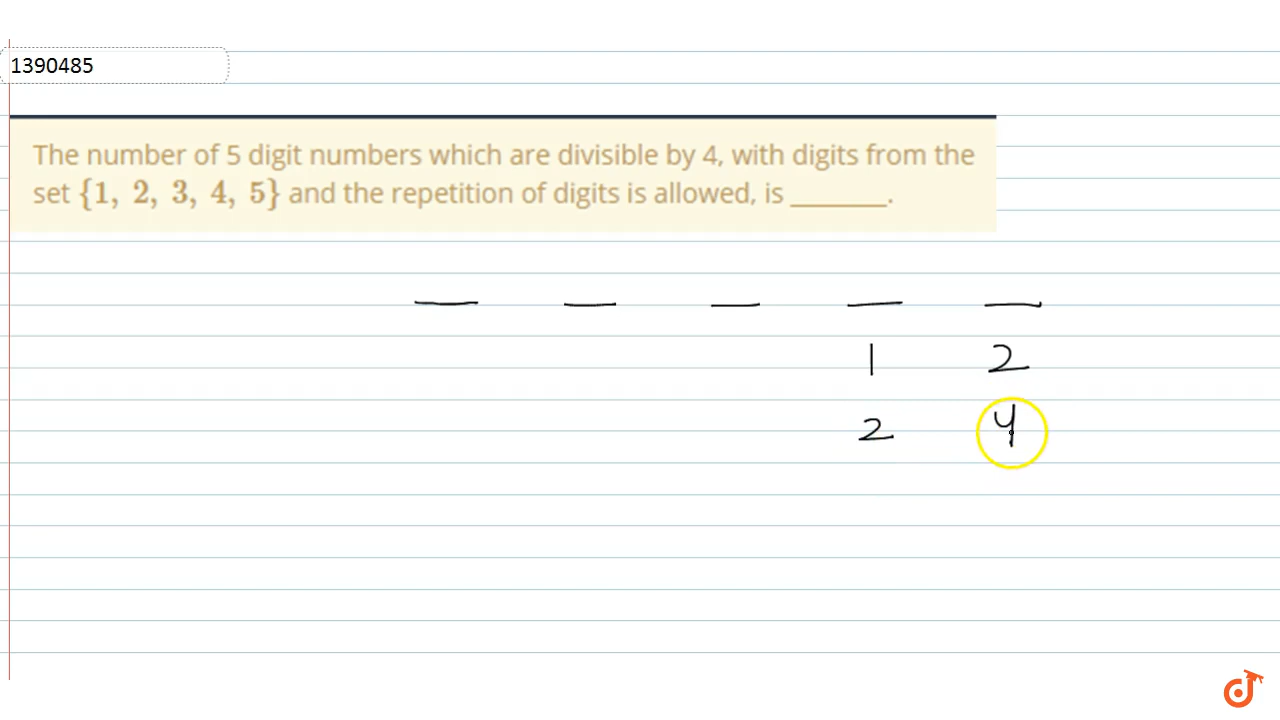 1390485
The number of 5 digit numbers which are divisible by 4, with digits from the
set {1, 2, 3, 4, 5} and the repetition of digits is allowed, is ________.
1 2
2 4